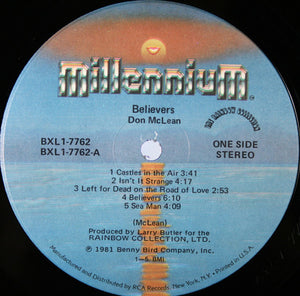 millennium
Believers
Don McLean
BXL1-7762
BXL1-7762-A
ONE SIDE
STEREO
1 Castles in the Air 3:41
2 Isn't It Strange 4:17
3 Left for Dead on the Road of Love 2:53
4 Believers 6:10
5 Sea Man 4:09
(McLean)
Produced by Larry Butler for the
RAINBOW COLLECTION, LTD.
℗ 1981 Benny Bird Company, Inc.
1—5 BMI
Manufactured and Distributed by RCA Records, New York, N.Y. • Printed in U.S.A.